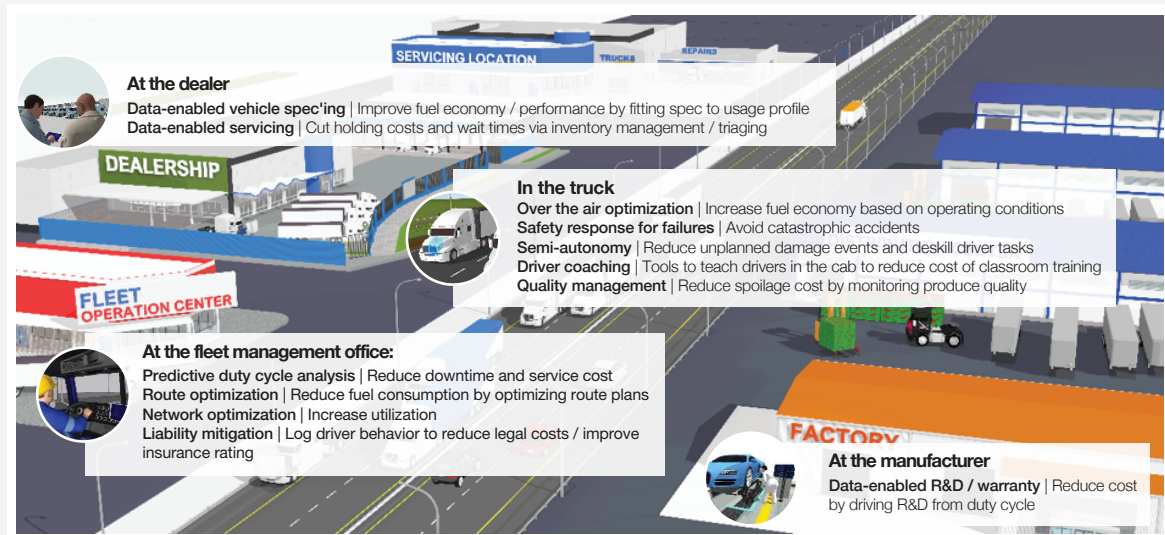 SERVICING LOCATION
TRUCKS
REPAIRS
At the dealer
Data-enabled vehicle spec'ing | Improve fuel economy / performance by fitting spec to usage profile
Data-enabled servicing | Cut holding costs and wait times via inventory management / triaging
DEALERSHIP
In the truck
Over the air optimization | Increase fuel economy based on operating conditions
Safety response for failures | Avoid catastrophic accidents
Semi-autonomy | Reduce unplanned damage events and deskill driver tasks
Driver coaching | Tools to teach drivers in the cab to reduce cost of classroom training
Quality management | Reduce spoilage cost by monitoring produce quality
FLEET
OPERATION CENTER
At the fleet management office:
Predictive duty cycle analysis | Reduce downtime and service cost
Route optimization | Reduce fuel consumption by optimizing route plans
Network optimization | Increase utilization
Liability mitigation | Log driver behavior to reduce legal costs / improve
insurance rating
FACTORY
At the manufacturer
Data-enabled R&D / warranty | Reduce cost
by driving R&D from duty cycle